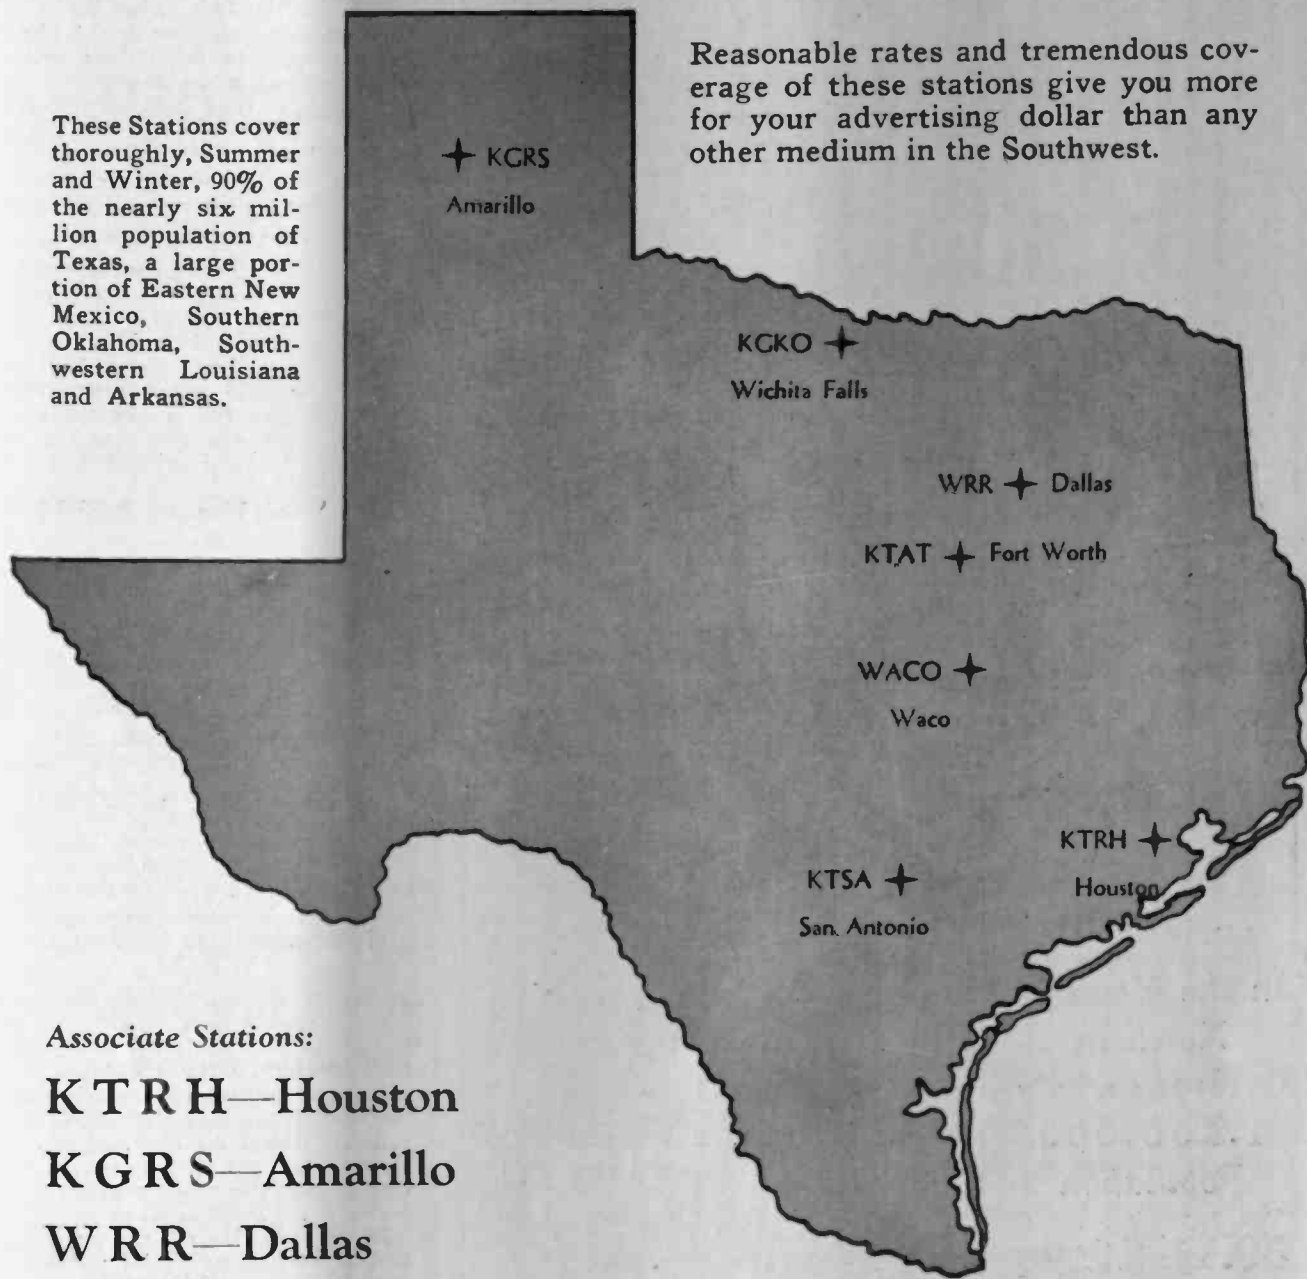 These Stations cover
thoroughly, Summer
and Winter, 90% of
the nearly six mil-
lion population of
Texas, a large por-
tion of Eastern New
Mexico, Southern
Oklahoma, South-
western Louisiana
and Arkansas.
Reasonable rates and tremendous cov-
erage of these stations give you more
for your advertising dollar than any
other medium in the Southwest.
KGRS
Amarillo
KGKO
Wichita Falls
WRR Dallas
KTAT Fort Worth
WACO
Waco
KTRH
Houston
KTSA
San Antonio
Associate Stations:
KTRH—Houston
KGRS—Amarillo
WRR—Dallas